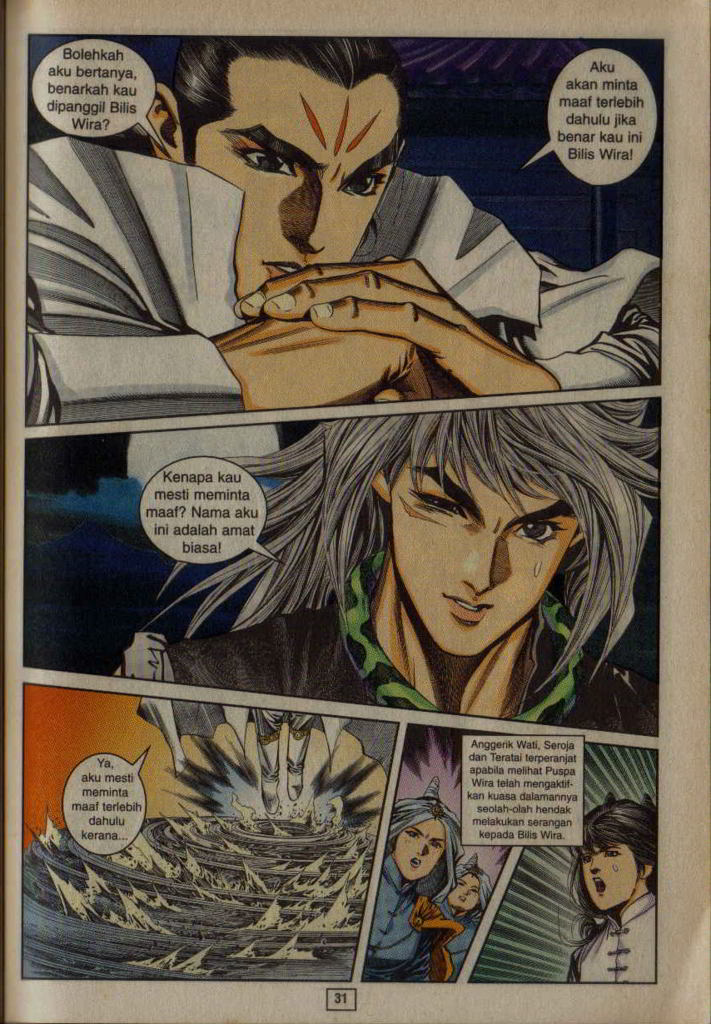 Bolehkah
aku bertanya,
benarkah kau
dipanggil Bilis
Wira?
Aku
akan minta
maaf terlebih
dahulu jika
benar kau ini
Bilis Wira!
Kenapa kau
mesti meminta
maaf? Nama aku
ini adalah amat
biasa!
Ya,
aku mesti
meminta
maaf terlebih
dahulu
kerana...
Anggerik Wati, Seroja
dan Teratai terperanjat
apabila melihat Puspa
Wira telah mengaktif-
kan kuasa dalamannya
seolah-olah hendak
melakukan serangan
kepada Bilis Wira.
31